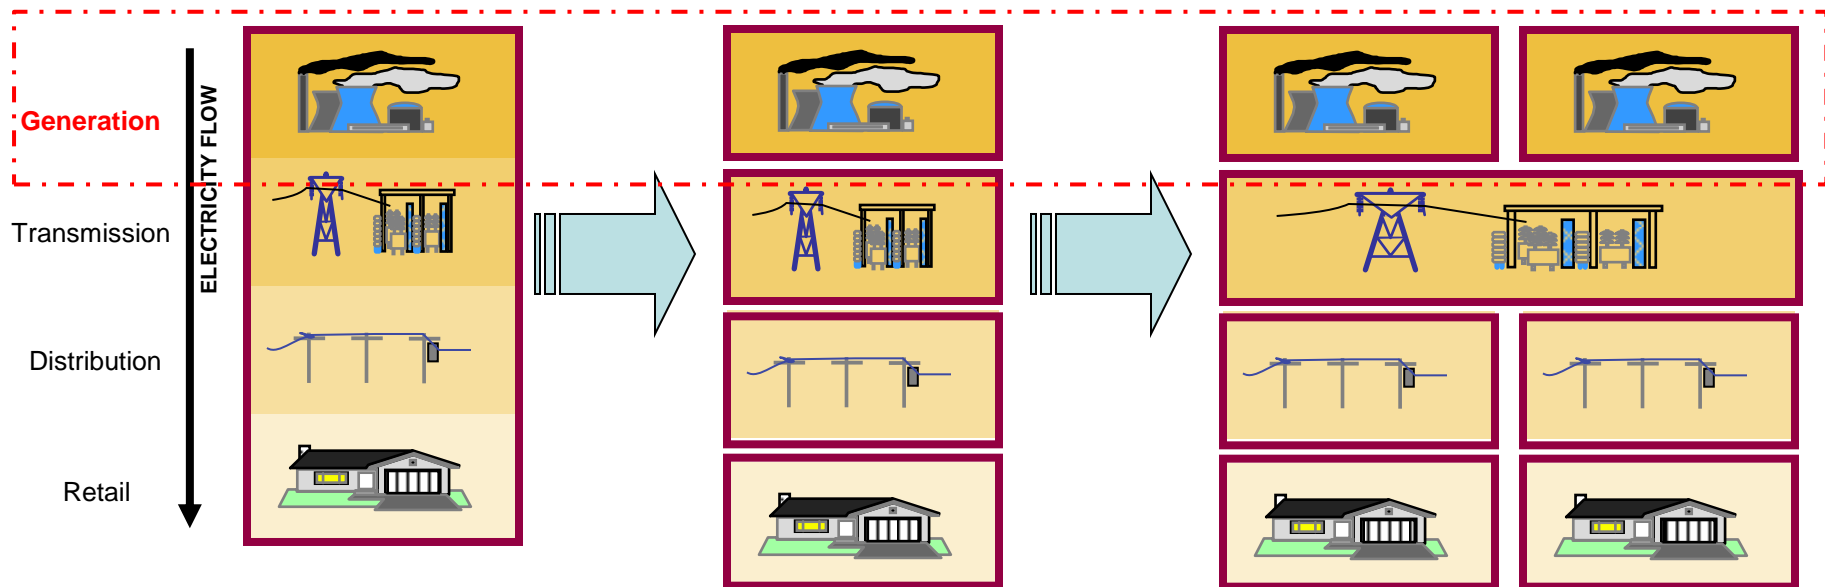 Generation
ELECTRICITY FLOW
Transmission
Distribution
Retail